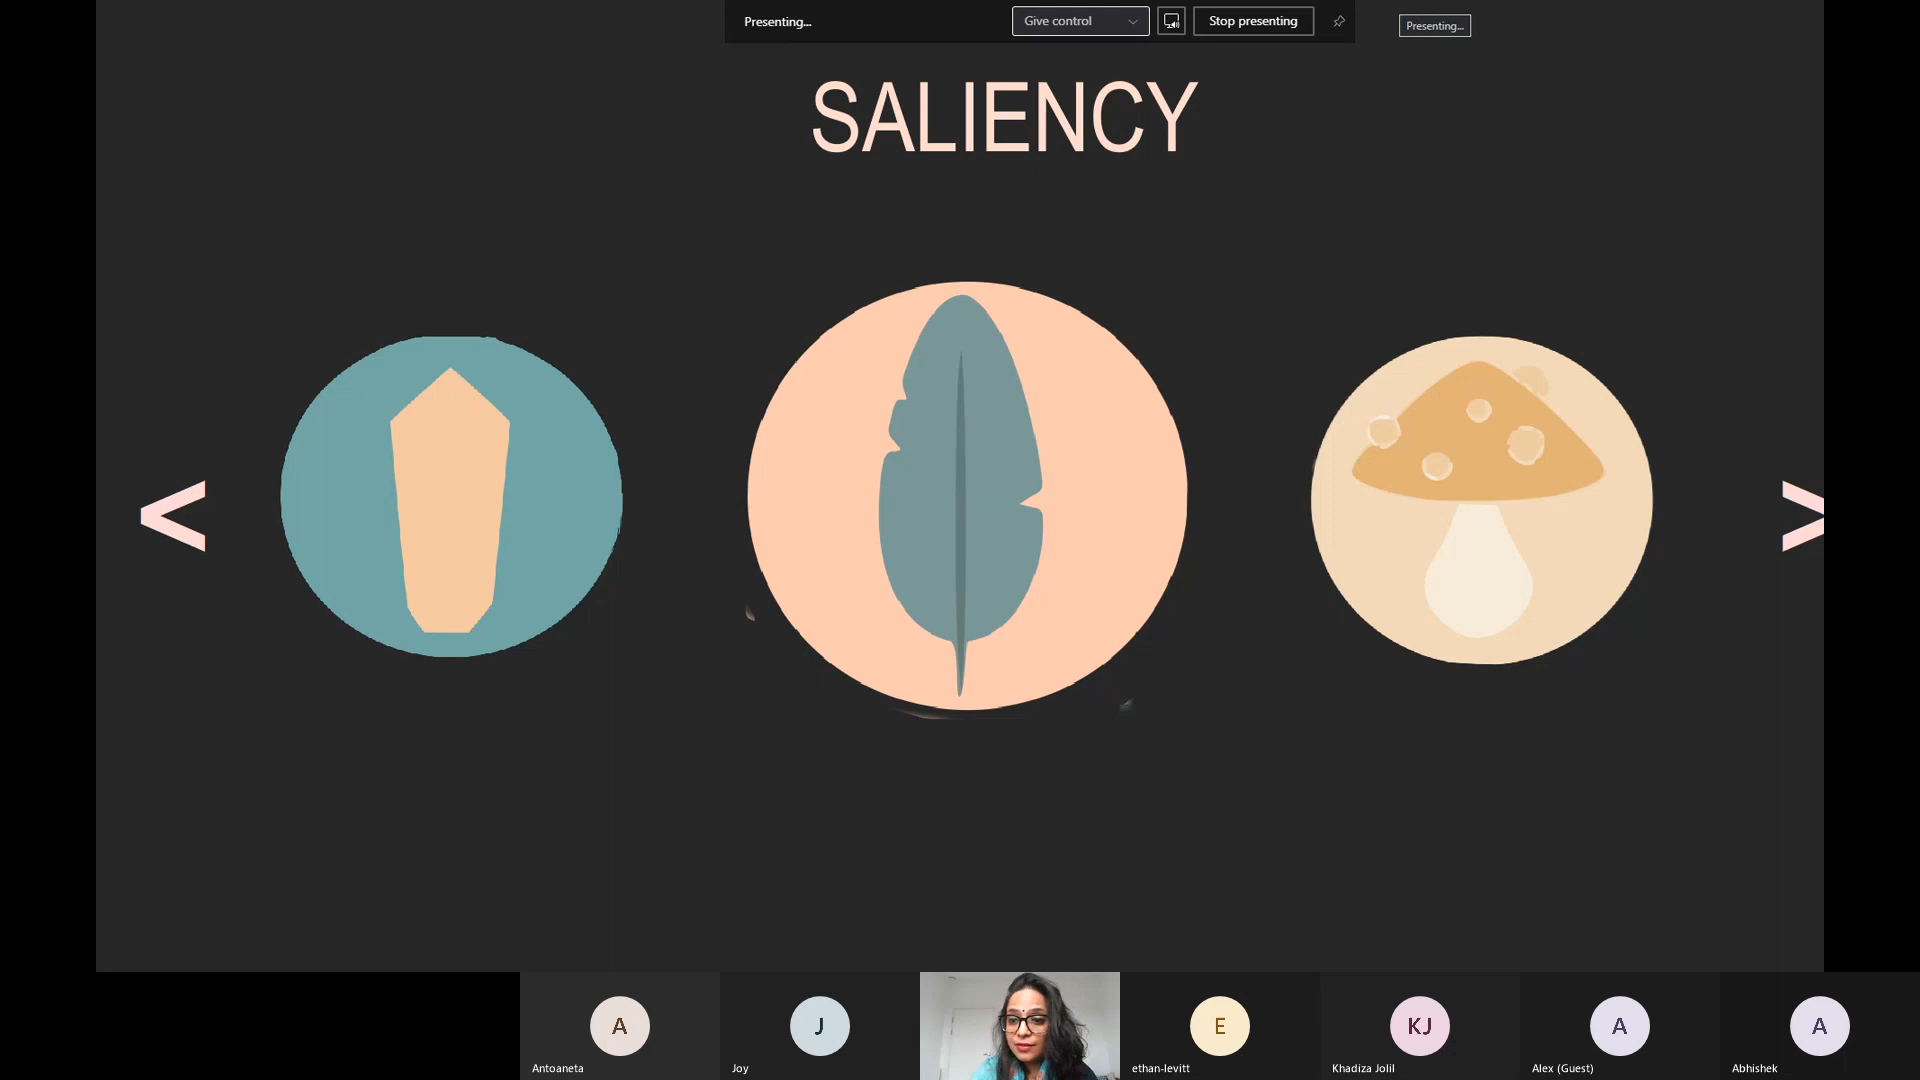 Presenting...
Give control
Stop presenting
Presenting...
SALIENCY
<
>
A
J
E
KJ
A
A
Antoaneta
Joy
ethan-levitt
Khadiza Jolil
Alex (Guest)
Abhishek